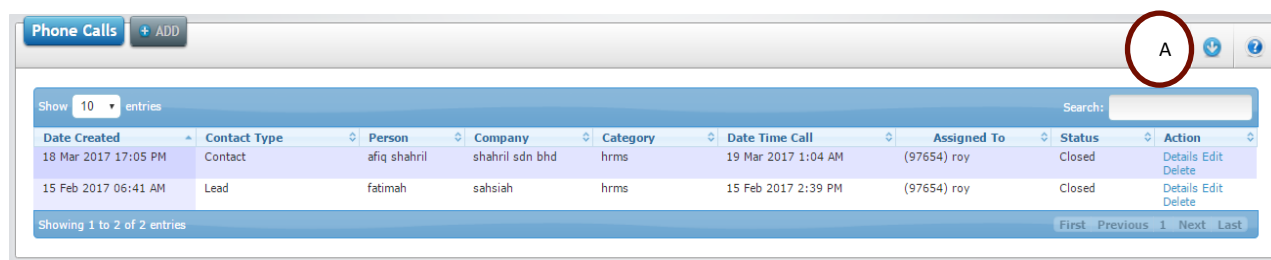 Phone Calls + ADD
A ?
Show 10 entries Search:
Date Created Contact Type Person Company Category Date Time Call Assigned To Status Action
18 Mar 2017 17:05 PM Contact afiq shahril shahril sdn bhd hrms 19 Mar 2017 1:04 AM (97654) roy Closed Details Edit
Delete
15 Feb 2017 06:41 AM Lead fatimah sahsiah hrms 15 Feb 2017 2:39 PM (97654) roy Closed Details Edit
Delete
Showing 1 to 2 of 2 entries First Previous 1 Next Last